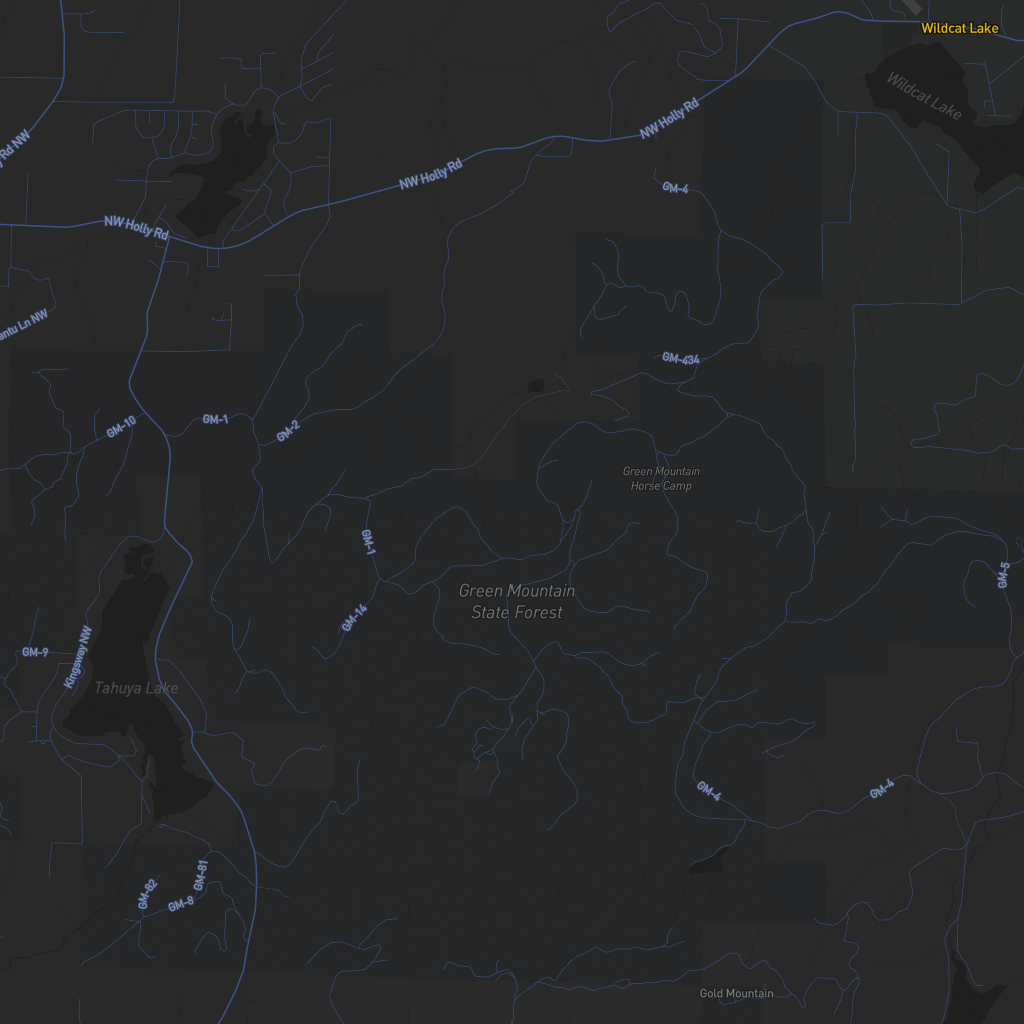 Wildcat Lake
Wildcat Lake
NW Holly Rd
Rd NW
NW Holly Rd
GM-4
NW Holly Rd
Ln NW
GM-434
GM-10
GM-1
GM-2
Green Mountain
Horse Camp
GM-1
GM-5
Green Mountain
State Forest
GM-14
GM-9
Kingsway NW
Tahuya Lake
GM-4
GM-4
GM-81
GM-82
GM-8
Gold Mountain